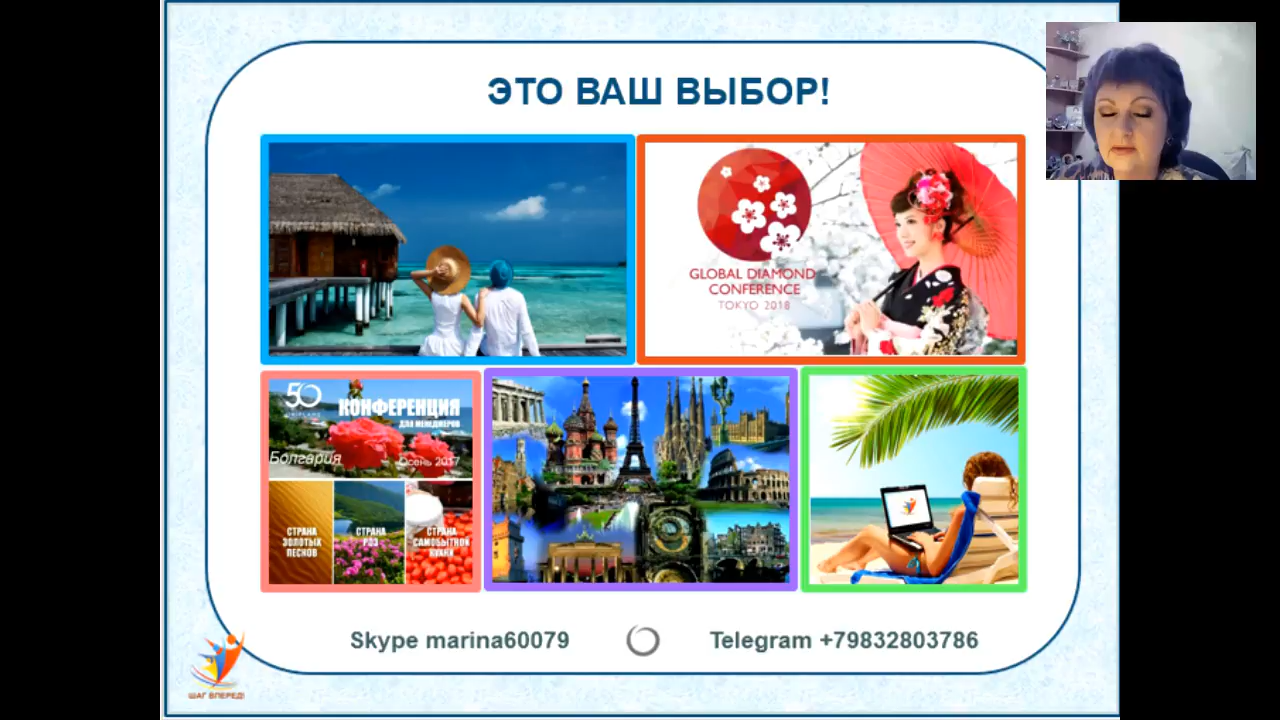 ЭТО ВАШ ВЫБОР!
GLOBAL DIAMOND
CONFERENCE
TOKYO 2018
50
ORIFLAME
КОНФЕРЕНЦИЯ
ДЛЯ МЕНЕДЖЕРОВ
Болгария
Осень 2017
СТРАНА
ЗОЛОТЫХ
ПЕСКОВ
СТРАНА
РОЗ
СТРАНА
САМОБЫТНОЙ
КУХНИ
Skype marina60079
Telegram +79832803786
ШАГ ВПЕРЕД!